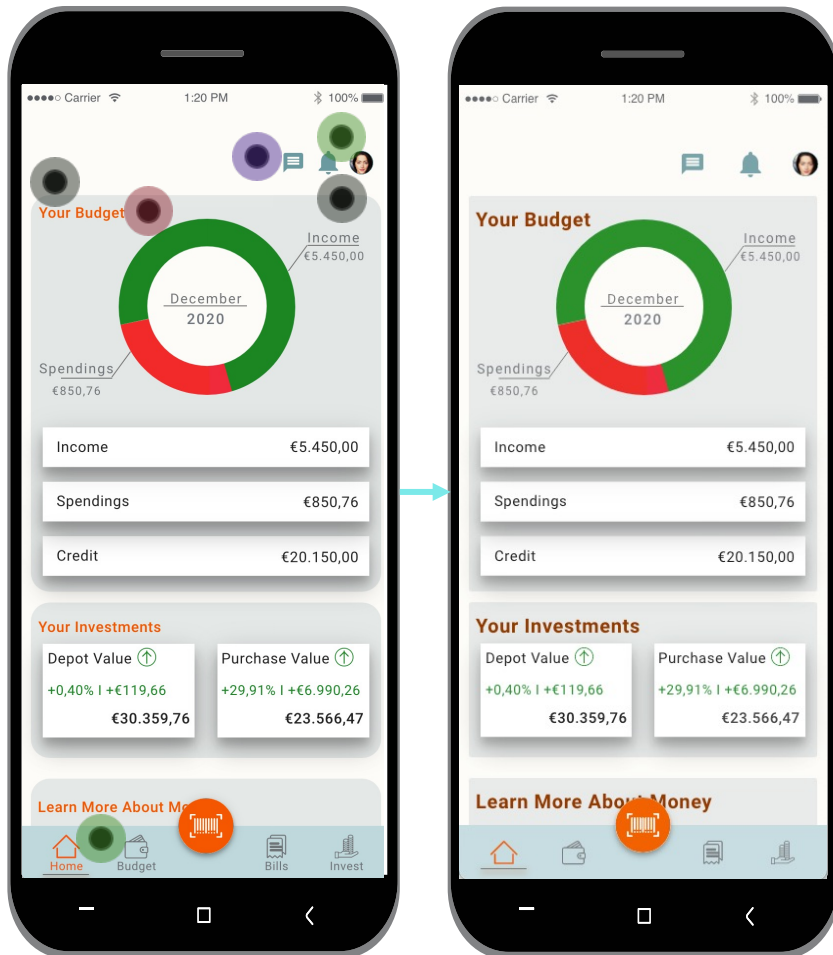 ●●●●○ Carrier 1:20 PM 100%
Your Budget
Income
€5.450,00
December
2020
Spendings
€850,76
Income €5.450,00
Spendings €850,76
Credit €20.150,00
Your Investments
Depot Value
+0,40% I +€119,66
€30.359,76
Purchase Value
+29,91% I +€6.990,26
€23.566,47
Learn More About Mo
Home Budget Bills Invest
●●●●○ Carrier 1:20 PM 100%
Your Budget
Income
€5.450,00
December
2020
Spendings
€850,76
Income €5.450,00
Spendings €850,76
Credit €20.150,00
Your Investments
Depot Value
+0,40% I +€119,66
€30.359,76
Purchase Value
+29,91% I +€6.990,26
€23.566,47
Learn More About Money